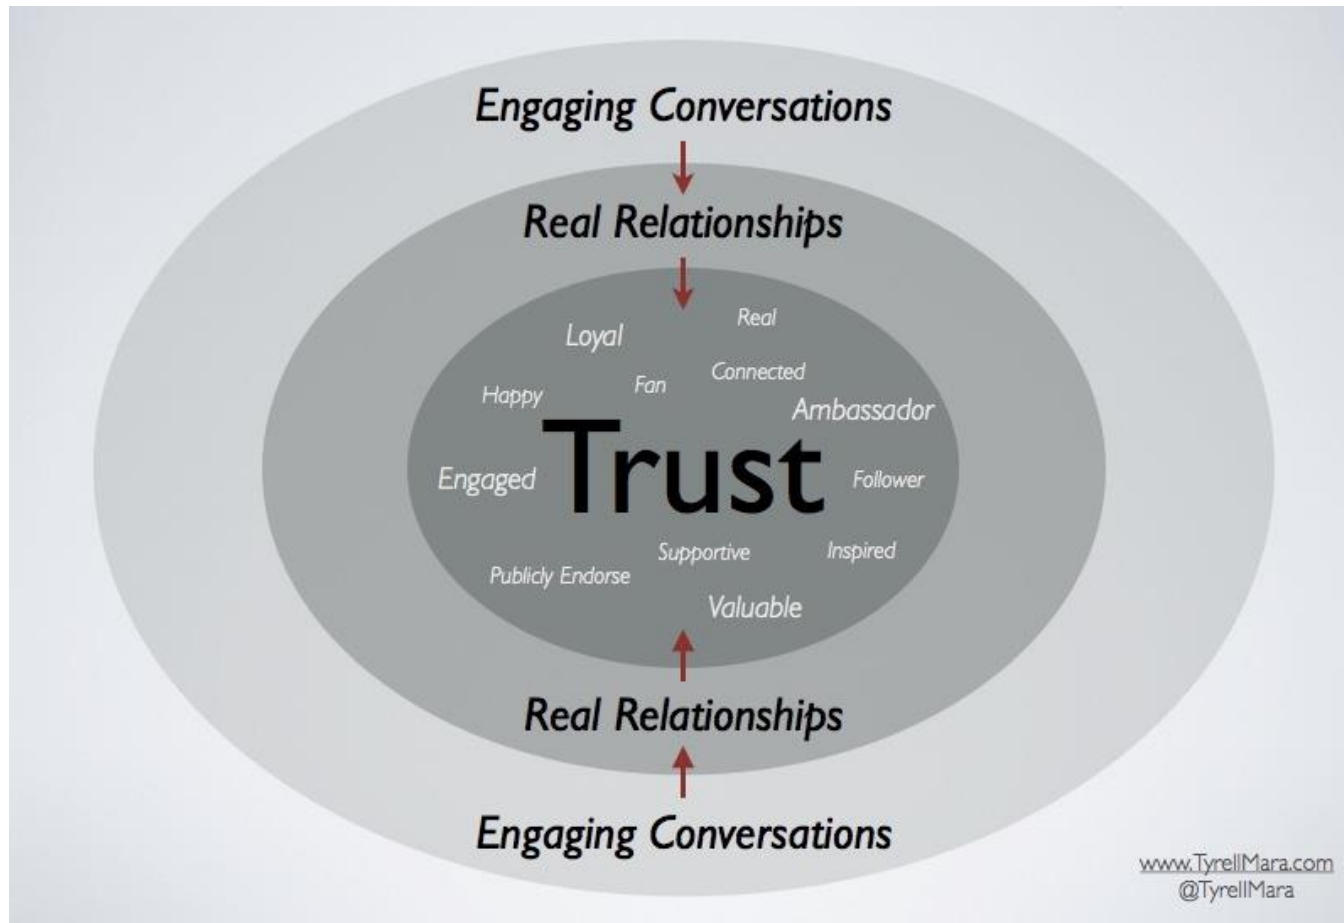 Engaging Conversations
Real Relationships
Real
Loyal
Connected
Fan
Happy
Ambassador
Trust
Engaged
Follower
Supportive
Inspired
Publicly Endorse
Valuable
Real Relationships
Engaging Conversations
www.TyrellMara.com
@TyrellMara